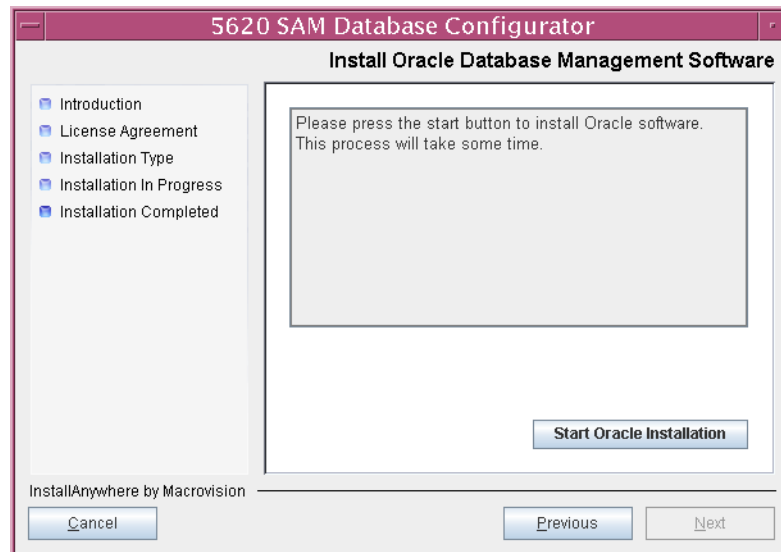 5620 SAM Database Configurator
Install Oracle Database Management Software
Introduction
License Agreement
Installation Type
Installation In Progress
Installation Completed
Please press the start button to install Oracle software.
This process will take some time.
Start Oracle Installation
InstallAnywhere by Macrovision
Cancel
Previous
Next